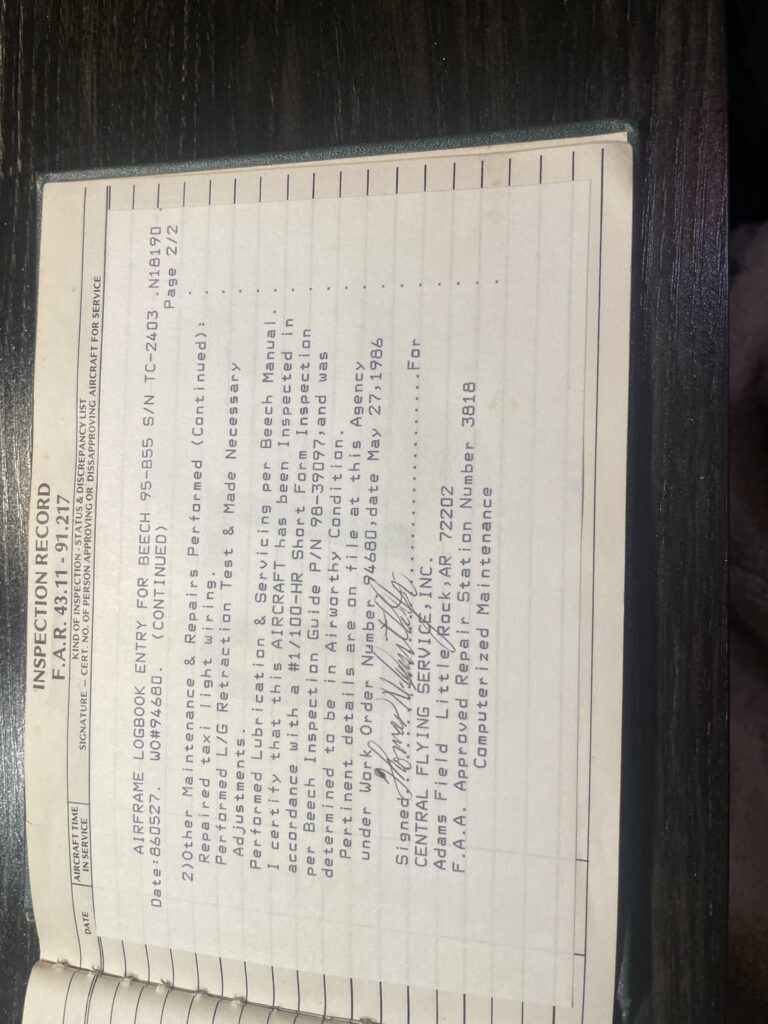 INSPECTION RECORD
F.A.R. 43.11 - 91.217
DATE
AIRCRAFT TIME
IN SERVICE
KIND OF INSPECTION - STATUS & DISCREPANCY LIST
SIGNATURE — CERT. NO. OF PERSON APPROVING OR DISSAPPROVING AIRCRAFT FOR SERVICE
AIRFRAME LOGBOOK ENTRY FOR BEECH 95-B55 S/N TC-2403 .N18190
Date:860527. WO#94680. (CONTINUED) Page 2/2
2)Other Maintenance & Repairs Performed (Continued);
Repaired taxi light wiring.
Performed L/G Retraction Test & Made Necessary
Adjustments.
Performed Lubrication & Servicing per Beech Manual.
I certify that this AIRCRAFT has been Inspected in
accordance with a #1/100-HR Short Form Inspection
per Beech Inspection Guide P/N 98-39097,and was
determined to be in Airworthy Condition.
Pertinent details are on file at this Agency
under Work Order Number 94680,date May 27,1986
Signed..............................For
CENTRAL FLYING SERVICE,INC.
Adams Field Little Rock,AR 72202
F.A.A. Approved Repair Station Number 3818
Computerized Maintenance